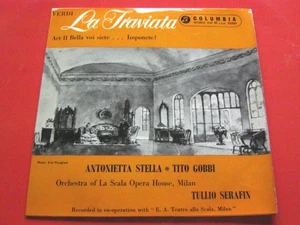 VERDI
La Traviata
COLUMBIA
Act II Bella voi siete . . . Imponete!
ANTONIETTA STELLA * TITO GOBBI
Orchestra of La Scala Opera House, Milan
TULLIO SERAFIN
Recorded in co-operation with "E. A. Teatro alla Scala, Milan"